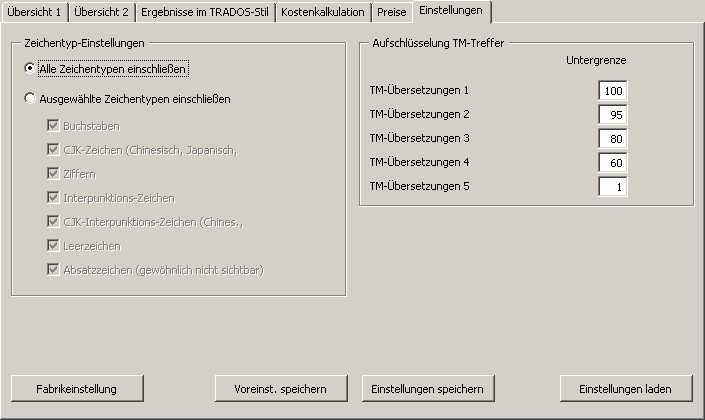 Übersicht 1 Übersicht 2 Ergebnisse im TRADOS-Stil Kostenkalkulation Preise Einstellungen
Zeichentyp-Einstellungen
Alle Zeichentypen einschließen
Ausgewählte Zeichentypen einschließen
Buchstaben
CJK-Zeichen (Chinesisch, Japanisch,
Ziffern
Interpunktions-Zeichen
CJK-Interpunktions-Zeichen (Chines.,
Leerzeichen
Absatzzeichen (gewöhnlich nicht sichtbar)
Aufschlüsselung TM-Treffer
Untergrenze
TM-Übersetzungen 1 100
TM-Übersetzungen 2 95
TM-Übersetzungen 3 80
TM-Übersetzungen 4 60
TM-Übersetzungen 5 1
Fabrikeinstellung Voreinst. speichern Einstellungen speichern Einstellungen laden